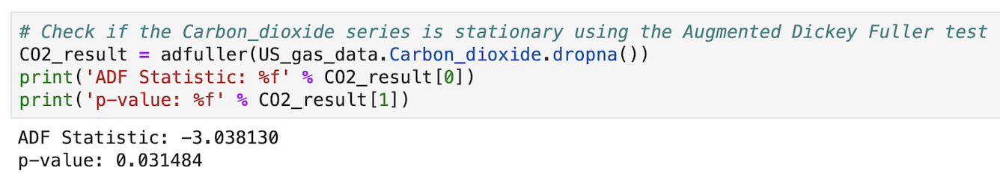 # Check if the Carbon_dioxide series is stationary using the Augmented Dickey Fuller test
CO2_result = adfuller(US_gas_data.Carbon_dioxide.dropna())
print('ADF Statistic: %f' % CO2_result[0])
print('p-value: %f' % CO2_result[1])
ADF Statistic: -3.038130
p-value: 0.031484